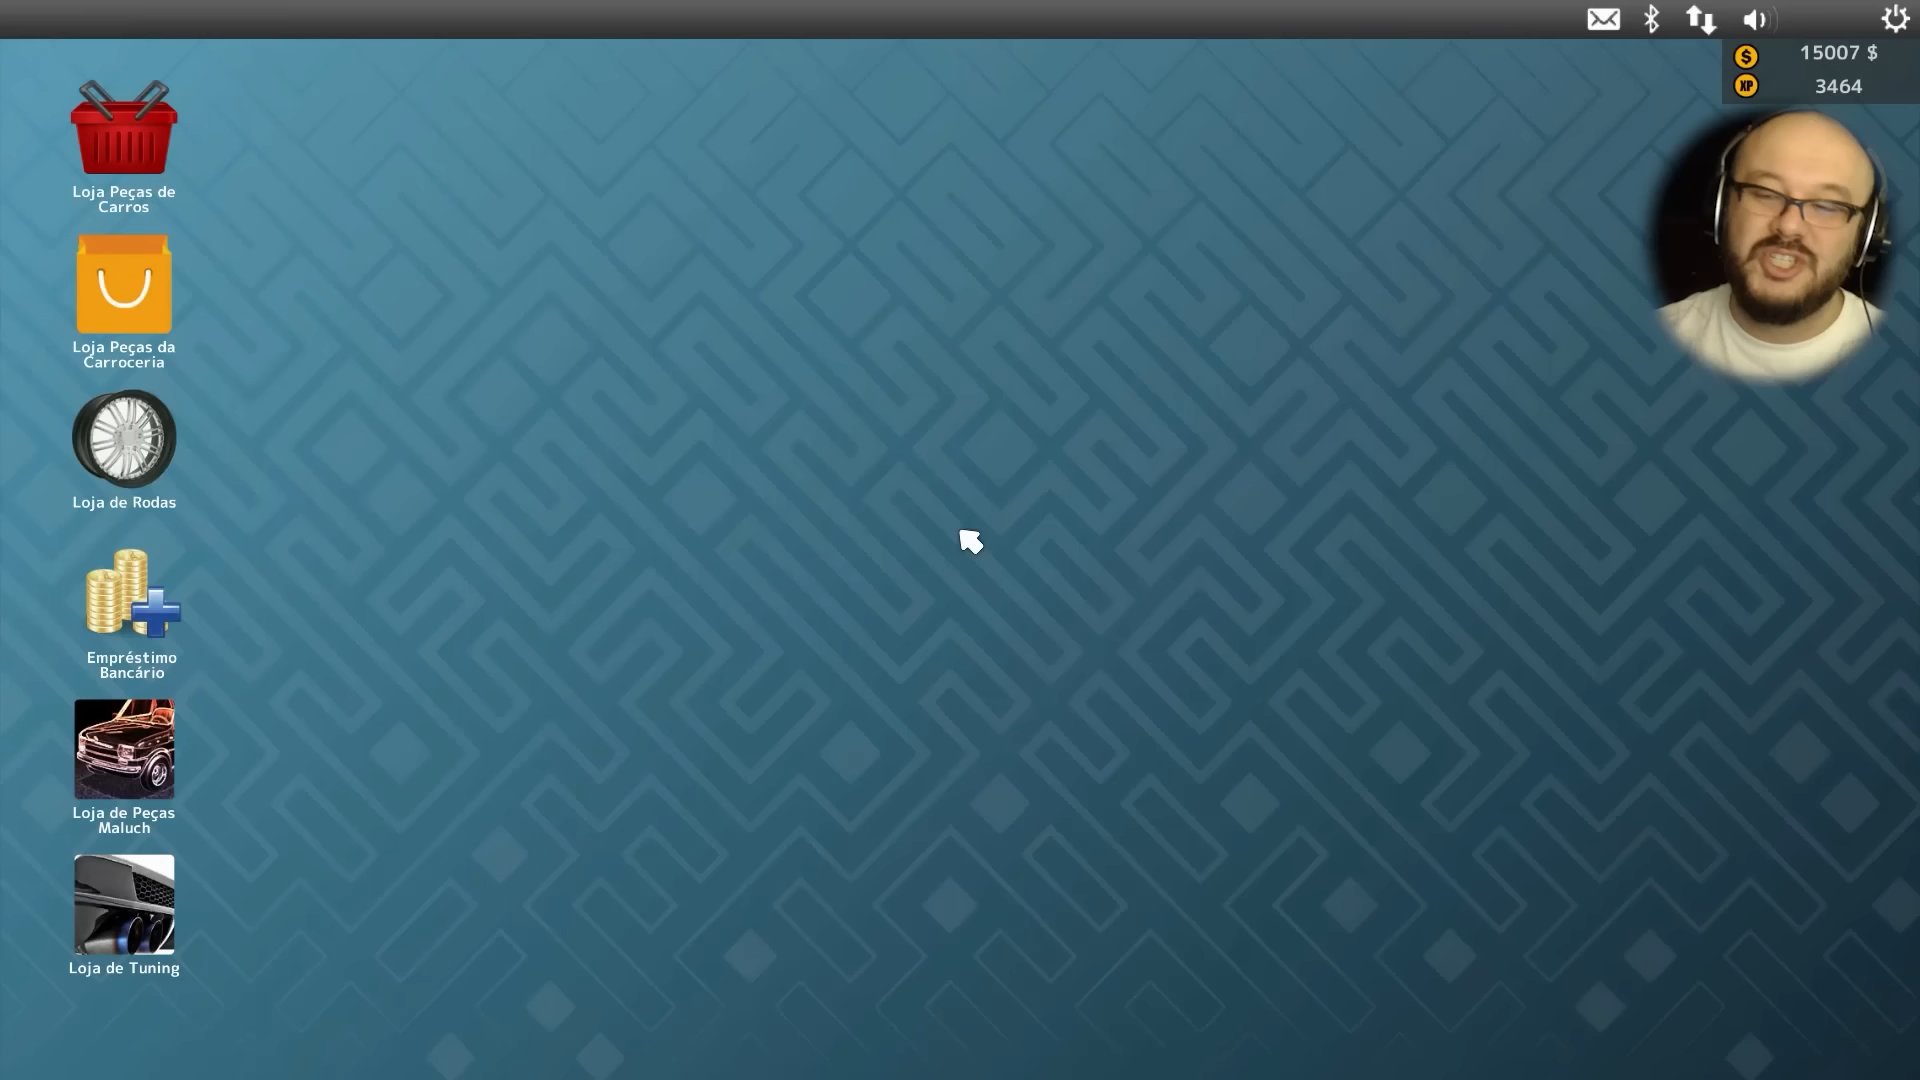 15007 $
XP
3464
Loja Peças de
Carros
Loja Peças da
Carroceria
Loja de Rodas
Empréstimo
Bancário
Loja de Peças
Maluch
Loja de Tuning